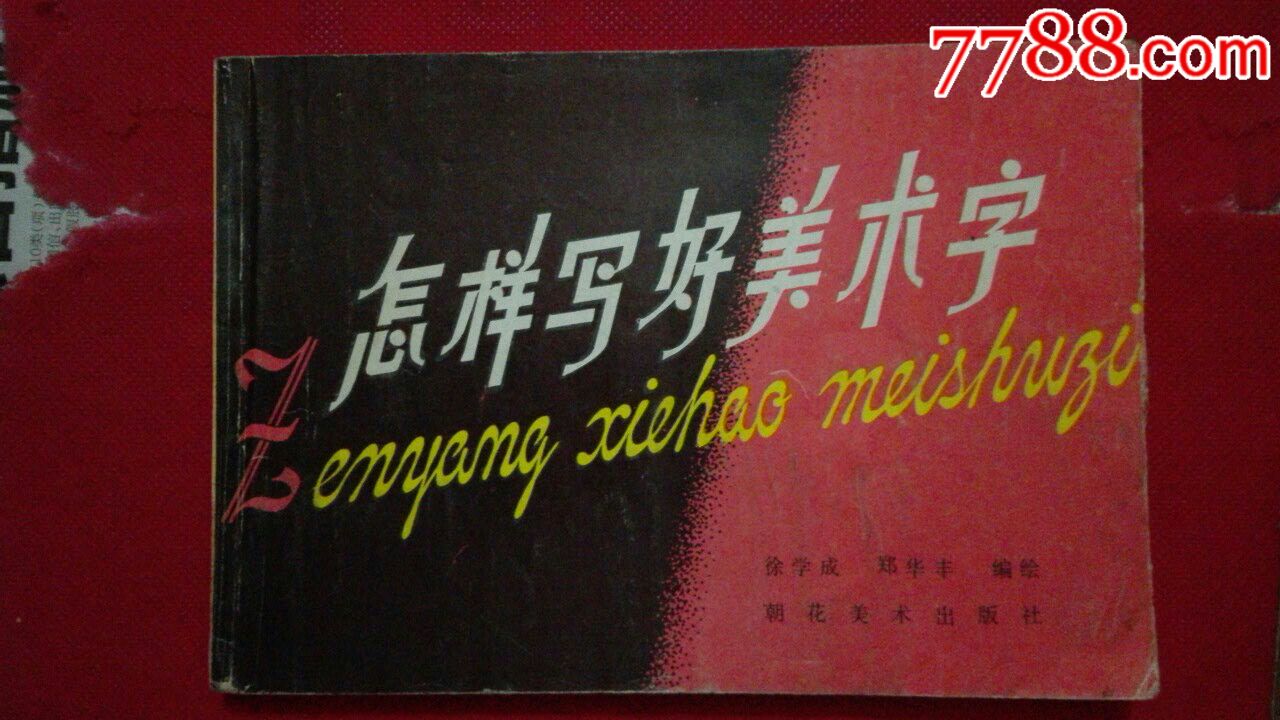 7788.com
怎样写好美术字
Zenyang xiehao meishuzi
徐学成 郑华丰 编绘
朝花美术出版社